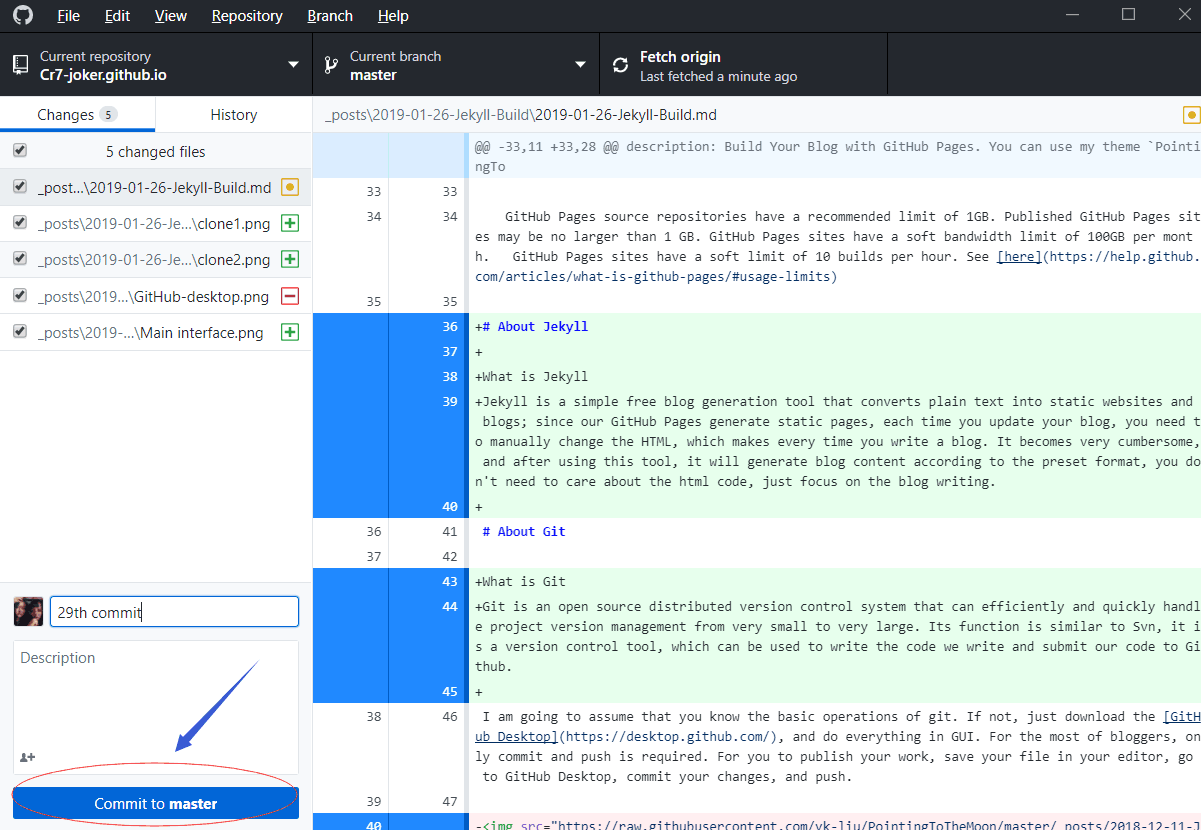 File Edit View Repository Branch Help
Current repository
Cr7-joker.github.io
Current branch
master
Fetch origin
Last fetched a minute ago
Changes 5
History
_posts\2019-01-26-Jekyll-Build\2019-01-26-Jekyll-Build.md
5 changed files
_post...\2019-01-26-Jekyll-Build.md
_posts\2019-01-26-Je...\clone1.png
_posts\2019-01-26-Je...\clone2.png
_posts\2019...\GitHub-desktop.png
_posts\2019-...\Main interface.png
29th commit
Description
Commit to master
@@ -33,11 +33,28 @@ description: Build Your Blog with GitHub Pages. You can use my theme `Pointi
ngTo
33 33
34 34 GitHub Pages source repositories have a recommended limit of 1GB. Published GitHub Pages sit
es may be no larger than 1 GB. GitHub Pages sites have a soft bandwidth limit of 100GB per mont
h.   GitHub Pages sites have a soft limit of 10 builds per hour. See [here](https://help.github.
com/articles/what-is-github-pages/#usage-limits)
35 35
36 +# About Jekyll
37 +
38 +What is Jekyll
39 +Jekyll is a simple free blog generation tool that converts plain text into static websites and
blogs; since our GitHub Pages generate static pages, each time you update your blog, you need t
o manually change the HTML, which makes every time you write a blog. It becomes very cumbersome,
and after using this tool, it will generate blog content according to the preset format, you do
n't need to care about the html code, just focus on the blog writing.
40 +
36 41 # About Git
37 42
43 +What is Git
44 +Git is an open source distributed version control system that can efficiently and quickly handl
e project version management from very small to very large. Its function is similar to Svn, it i
s a version control tool, which can be used to write the code we write and submit our code to Gi
thub.
45 +
38 46 I am going to assume that you know the basic operations of git. If not, just download the [GitH
ub Desktop](https://desktop.github.com/), and do everything in GUI. For the most of bloggers, on
ly commit and push is required. For you to publish your work, save your file in your editor, go
to GitHub Desktop, commit your changes, and push.
39 47
40 -<img src="https://raw.githubusercontent.com/vk-liu/PointingToTheMoon/master/_posts/2018-12-11-J